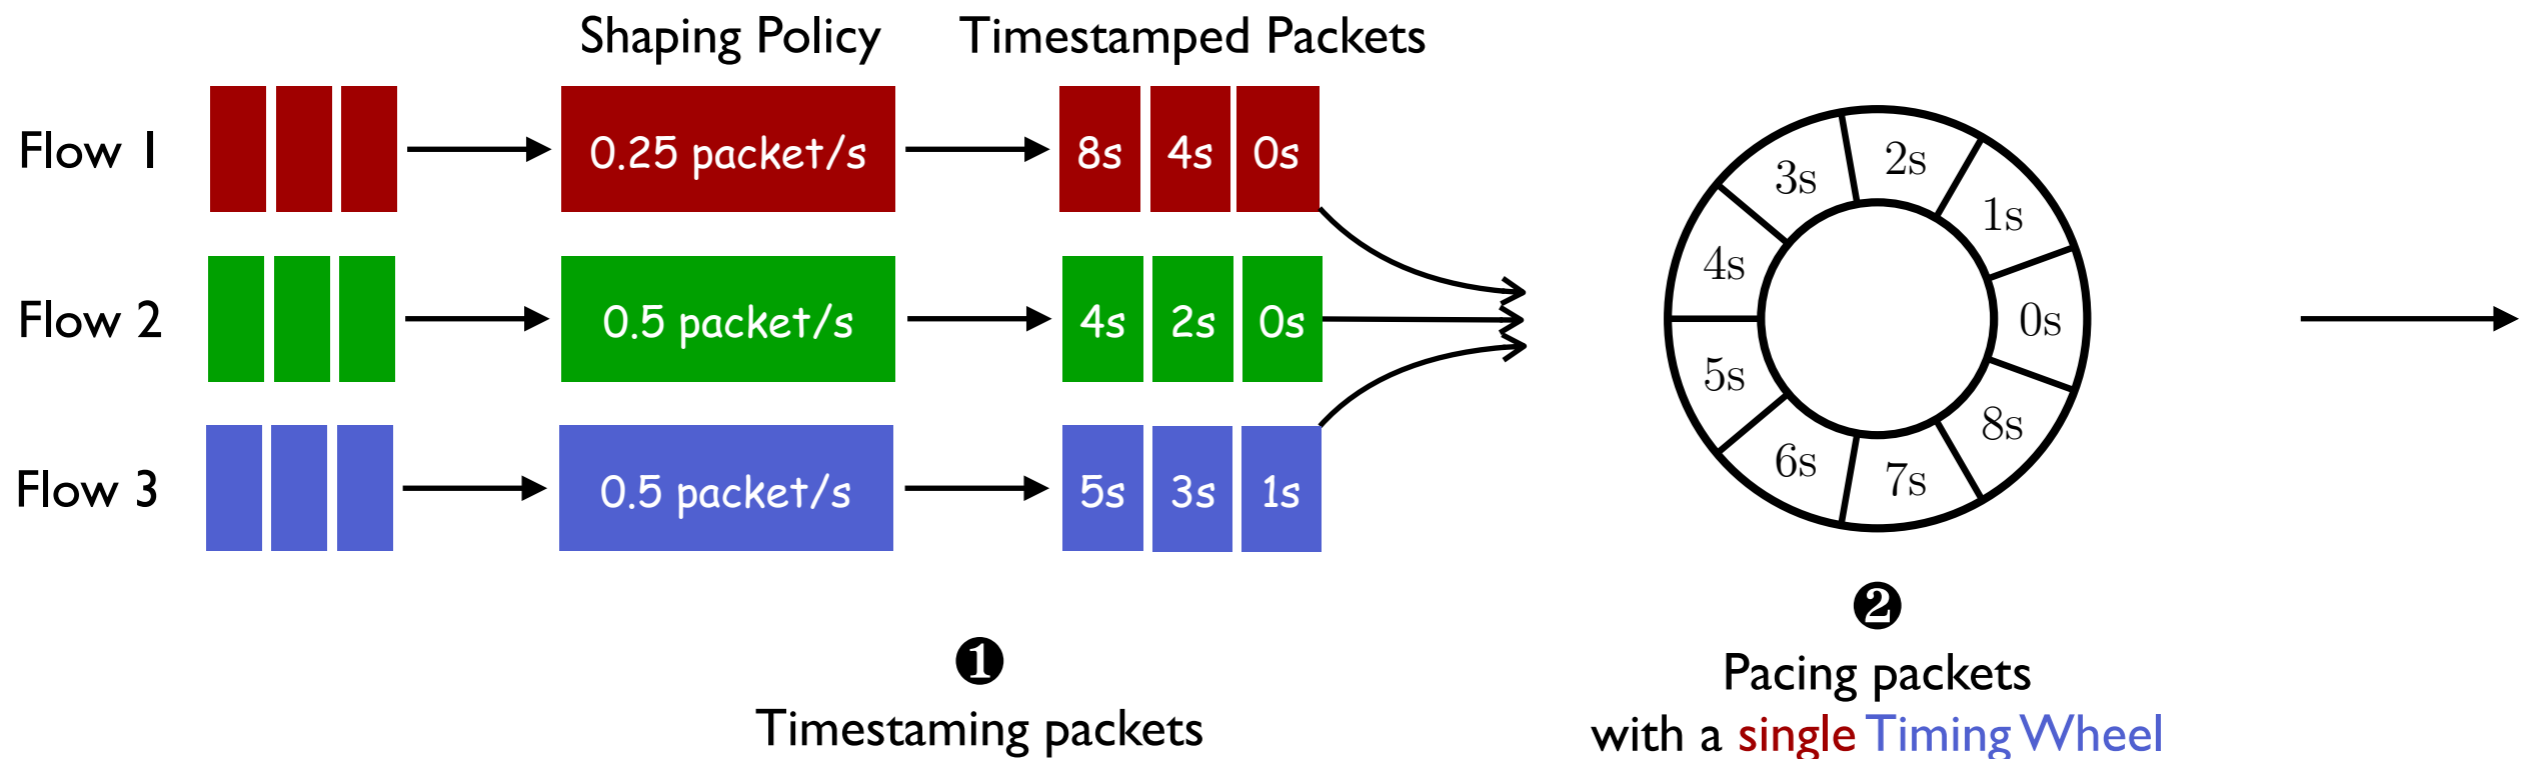 Shaping Policy Timestamped Packets
Flow 1 0.25 packet/s 8s 4s 0s
Flow 2 0.5 packet/s 4s 2s 0s
Flow 3 0.5 packet/s 5s 3s 1s
2s
3s
1s
4s
0s
5s
8s
6s
7s
❶
Timestaming packets
❷
Pacing packets
with a single Timing Wheel